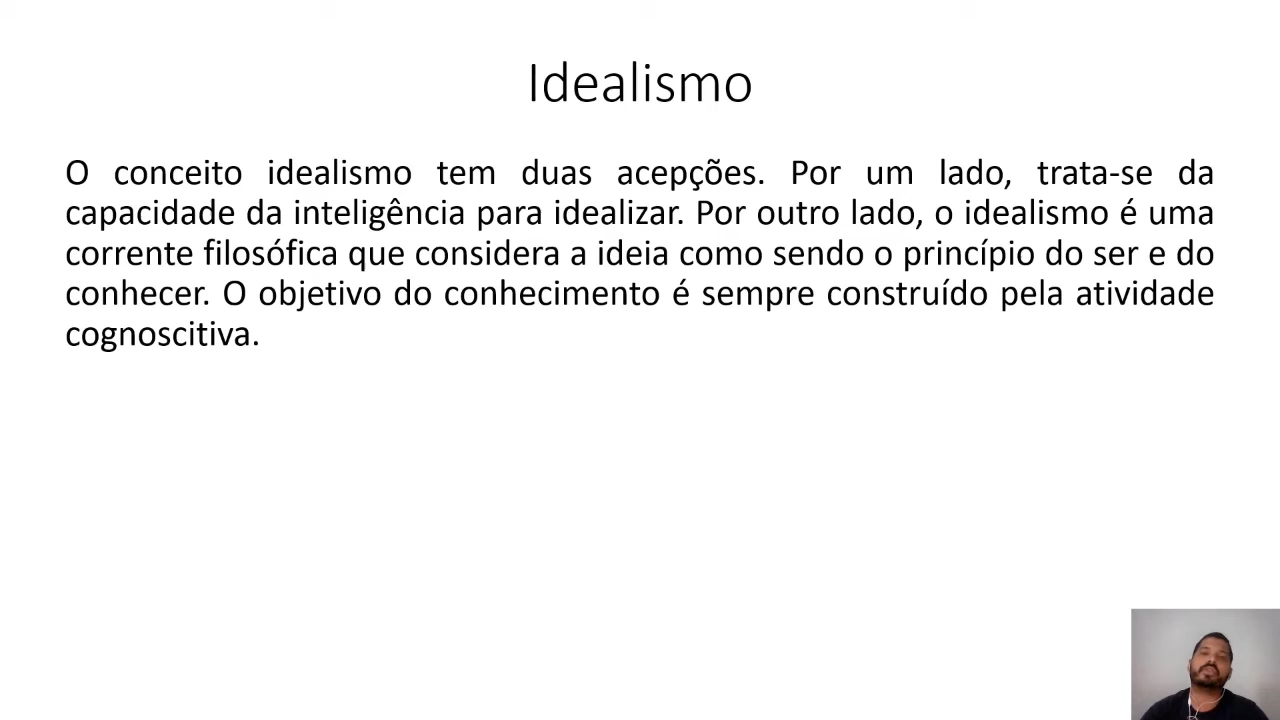 Idealismo
O conceito idealismo tem duas acepções. Por um lado, trata-se da
capacidade da inteligência para idealizar. Por outro lado, o idealismo é uma
corrente filosófica que considera a ideia como sendo o princípio do ser e do
conhecer. O objetivo do conhecimento é sempre construído pela atividade
cognoscitiva.